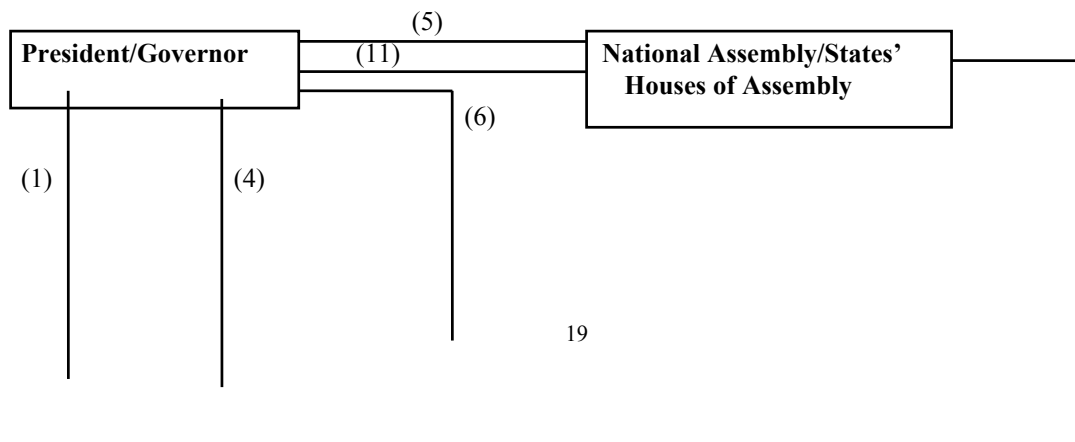 (5)
President/Governor
(11)
National Assembly/States’
Houses of Assembly
(6)
(1)
(4)
19